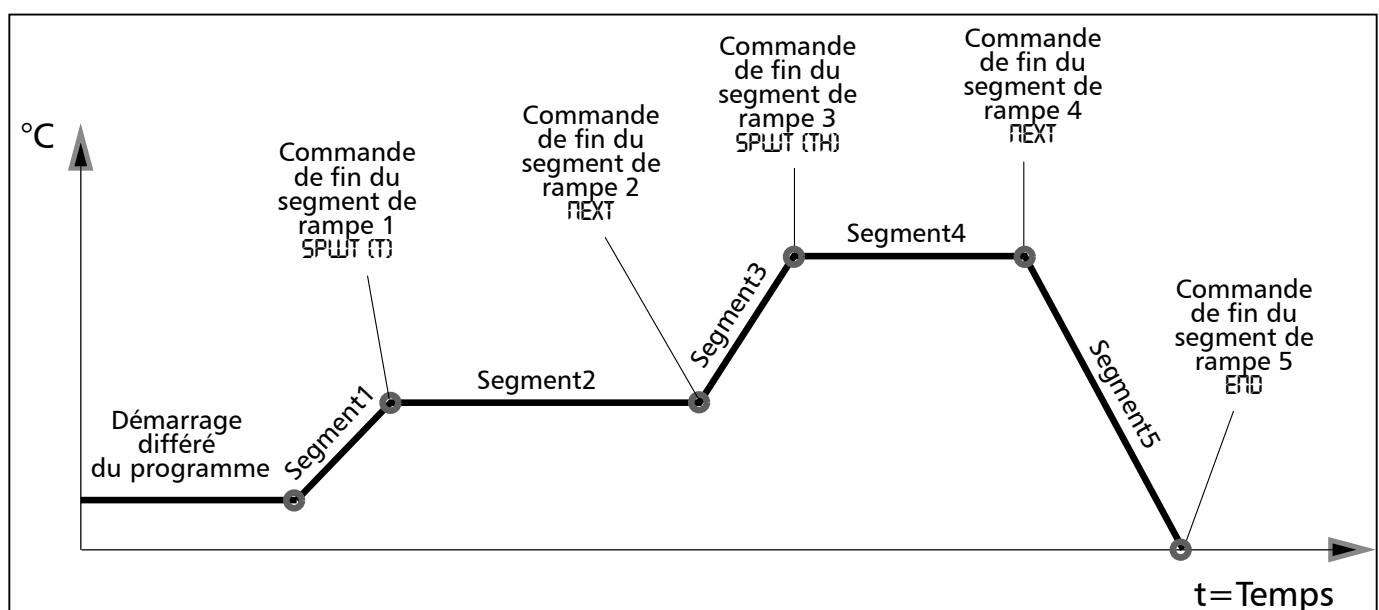 °C
Commande
de fin du
segment de
rampe 1
SPWT (T)
Commande
de fin du
segment de
rampe 2
NEXT
Commande
de fin du
segment de
rampe 3
SPWT (TH)
Commande
de fin du
segment de
rampe 4
NEXT
Commande
de fin du
segment de
rampe 5
END
Démarrage
différé
du programme
Segment1
Segment2
Segment3
Segment4
Segment5
t=Temps